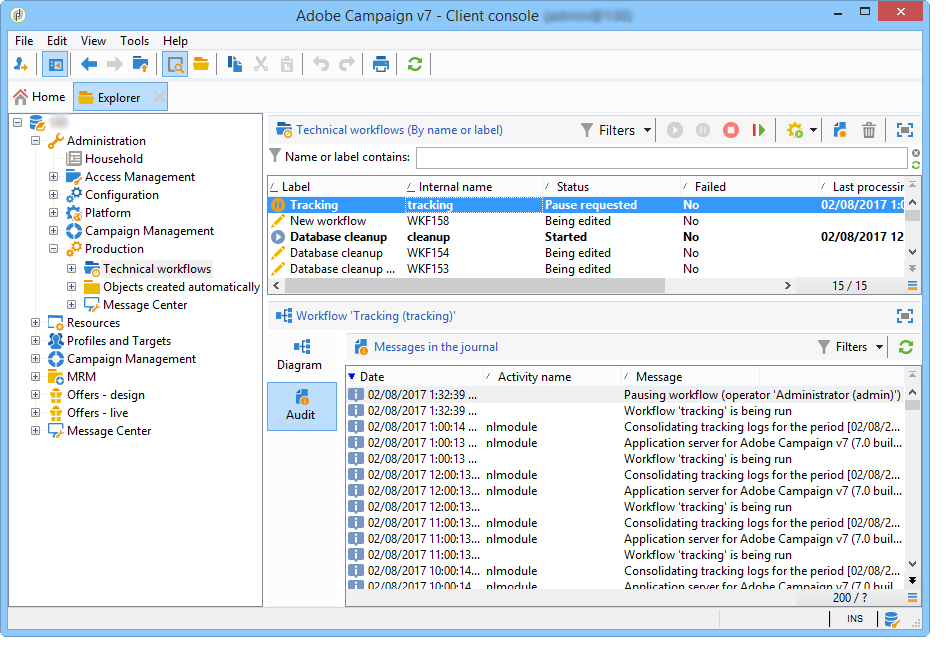 Adobe Campaign v7 - Client console
File Edit View Tools Help
Home Explorer
Administration
Household
Access Management
Configuration
Platform
Campaign Management
Production
Technical workflows
Objects created automatically
Message Center
Resources
Profiles and Targets
Campaign Management
MRM
Offers - design
Offers - live
Message Center
Technical workflows (By name or label) Filters
Name or label contains:
Label Internal name Status Failed Last processin
Tracking tracking Pause requested No 02/08/2017 1:0
New workflow WKF158 Being edited No
Database cleanup cleanup Started No 02/08/2017 12
Database cleanup WKF154 Being edited No
Database cleanup ... WKF153 Being edited No
15 / 15
Workflow 'Tracking (tracking)'
Diagram
Audit
Messages in the journal Filters
Date Activity name Message
02/08/2017 1:32:39 ... Pausing workflow (operator 'Administrator (admin)')
02/08/2017 1:32:39 ... Workflow 'tracking' is being run
02/08/2017 1:00:14 ... nlmodule Consolidating tracking logs for the period [02/08/2...
02/08/2017 1:00:13 ... nlmodule Application server for Adobe Campaign v7 (7.0 buil...
02/08/2017 1:00:13 ... Workflow 'tracking' is being run
02/08/2017 12:00:13... nlmodule Consolidating tracking logs for the period [02/08/2...
02/08/2017 12:00:13... nlmodule Application server for Adobe Campaign v7 (7.0 buil...
02/08/2017 12:00:13... Workflow 'tracking' is being run
02/08/2017 11:00:13... nlmodule Consolidating tracking logs for the period [02/08/2...
02/08/2017 11:00:13... nlmodule Application server for Adobe Campaign v7 (7.0 buil...
02/08/2017 11:00:13... Workflow 'tracking' is being run
02/08/2017 10:00:14... nlmodule Consolidating tracking logs for the period [02/08/2...
02/08/2017 10:00:14... nlmodule Application server for Adobe Campaign v7 (7.0 buil...
200 / ?
INS